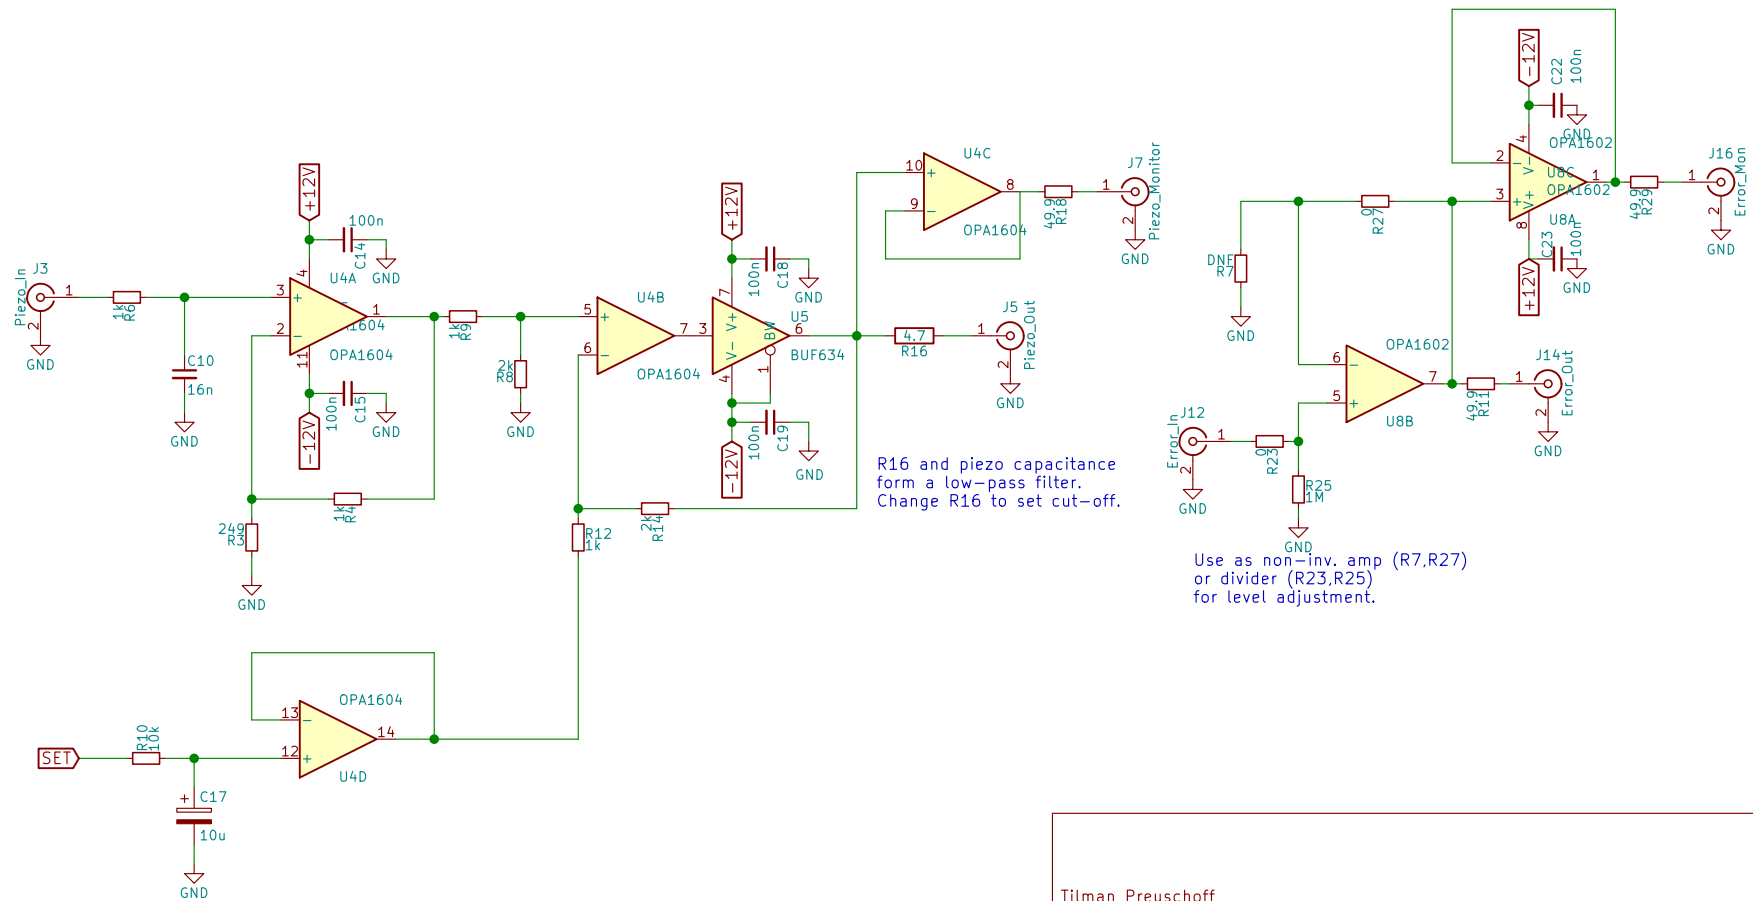 J3
Piezo_In
1
2
GND
1k
R6
C10
16n
GND
+12V
100n
C14
GND
4
U4A
3
+
2
−
1
1604
OPA1604
11
100n
C15
GND
−12V
1k
R4
249
R3
GND
1k
R9
2k
R8
GND
U4B
5
+
6
−
7
OPA1604
+12V
100n
C18
GND
7
U5
3
V+
V−
BW
6
BUF634
4
1
100n
C19
GND
−12V
2k
R14
R12
1k
U4C
10
+
9
−
8
OPA1604
49.9
R18
J7
Piezo_Monitor
1
2
GND
4.7
R16
J5
Piezo_Out
1
2
GND
R16 and piezo capacitance
form a low−pass filter.
Change R16 to set cut−off.
SET
R10
10k
+
C17
10u
GND
OPA1604
13
−
12
+
14
U4D
−12V
C22
100n
GND
4
OPA1602
2
−
V−
U8C
OPA1602
3
+
V+
1
U8A
8
C23
100n
GND
+12V
49.9
R29
J16
Error_Mon
1
2
GND
0
R27
DNF
R7
GND
OPA1602
6
−
5
+
7
U8B
49.9
R11
J14
Error_Out
1
2
GND
J12
Error_In
1
2
GND
0
R23
R25
1M
GND
Use as non−inv. amp (R7,R27)
or divider (R23,R25)
for level adjustment.
Tilman Preuschoff